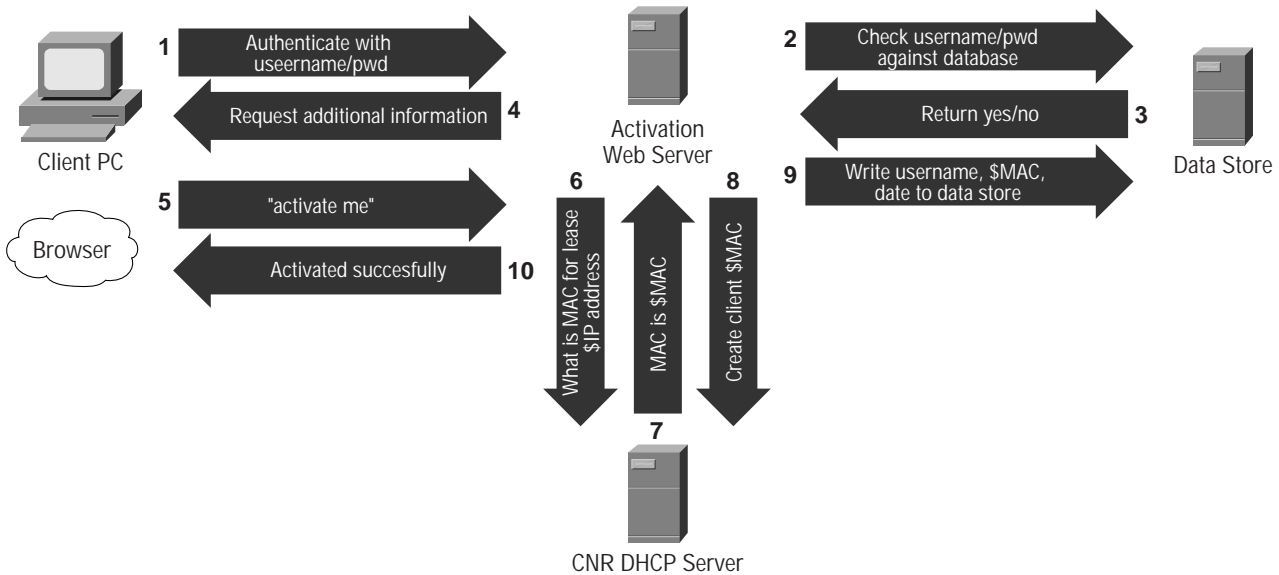 1
Authenticate with
useername/pwd
Request additional information
4
Client PC
5
"activate me"
Browser
Activated succesfully
10
Activation
Web Server
2
Check username/pwd
against database
Return yes/no
3
9
Write username, $MAC,
date to data store
Data Store
6
What is MAC for lease
$IP address
MAC is $MAC
7
8
Create client $MAC
CNR DHCP Server